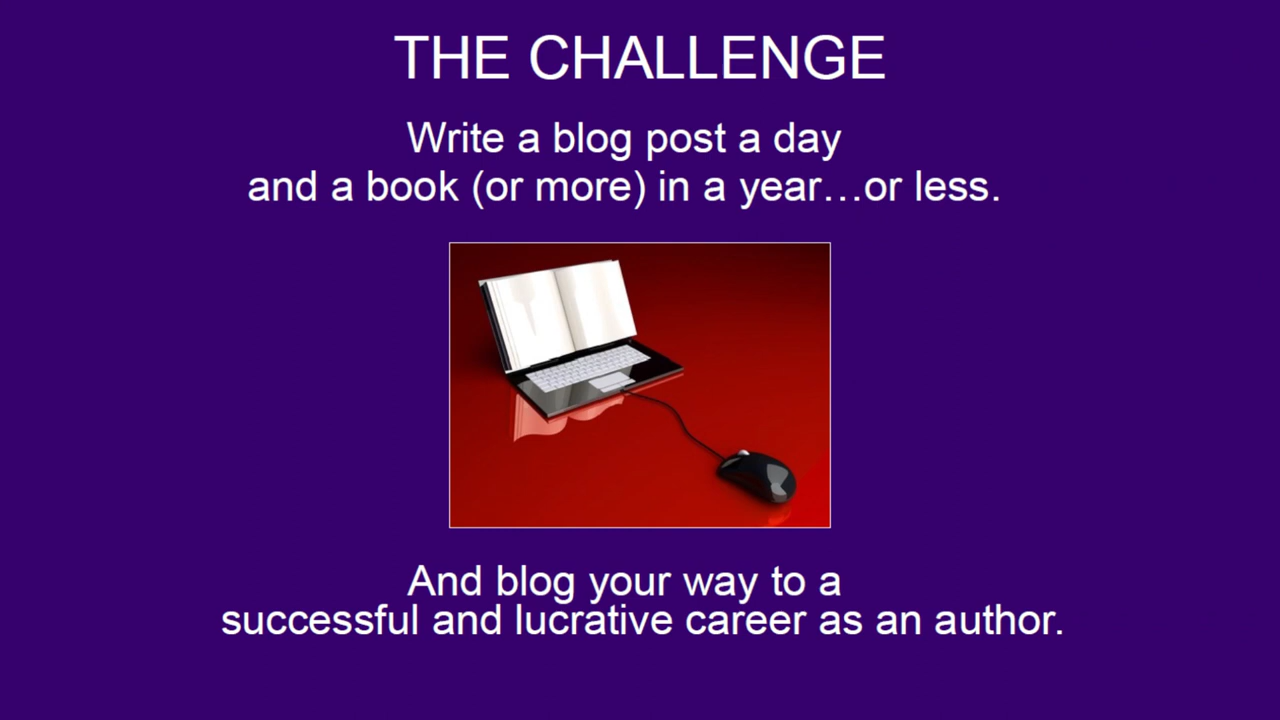 THE CHALLENGE
Write a blog post a day
and a book (or more) in a year…or less.
And blog your way to a
successful and lucrative career as an author.